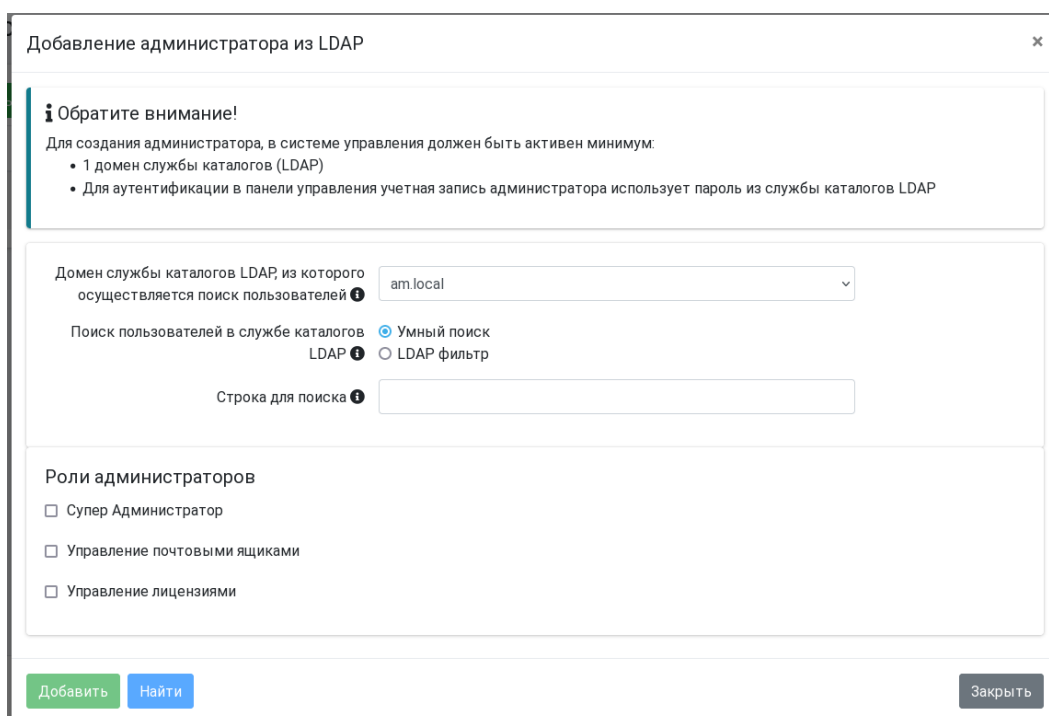 Добавление администратора из LDAP
×
Обратите внимание!
Для создания администратора, в системе управления должен быть активен минимум:
• 1 домен службы каталогов (LDAP)
• Для аутентификации в панели управления учетная запись администратора использует пароль из службы каталогов LDAP
Домен службы каталогов LDAP, из которого
осуществляется поиск пользователей
am.local
Поиск пользователей в службе каталогов
LDAP
Умный поиск
LDAP фильтр
Строка для поиска
Роли администраторов
Супер Администратор
Управление почтовыми ящиками
Управление лицензиями
Добавить
Найти
Закрыть